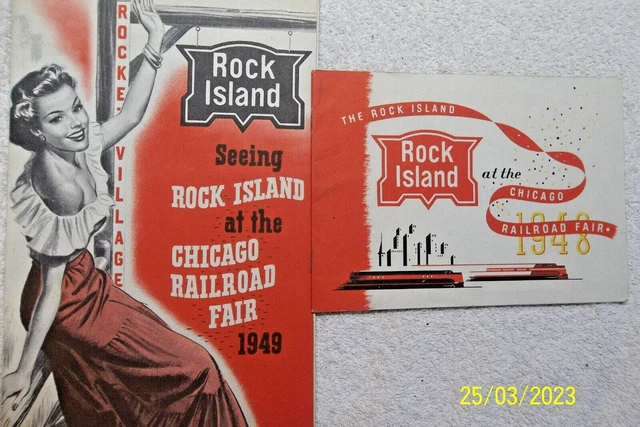 ROCKET VILLAGE
Rock
Island
Seeing
ROCK ISLAND
at the
CHICAGO
RAILROAD
FAIR
1949
THE ROCK ISLAND
Rock
Island
at the
CHICAGO
RAILROAD FAIR
1948
25/03/2023